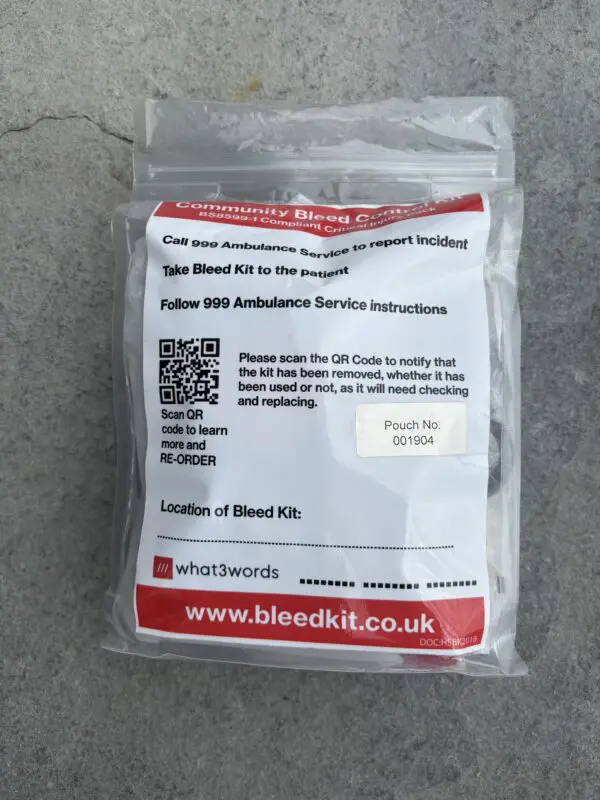 Community Bleed Control Kit
BS8599-1 Compliant Critical Injury Pack
Call 999 Ambulance Service to report incident
Take Bleed Kit to the patient
Follow 999 Ambulance Service instructions
Please scan the QR Code to notify that
the kit has been removed, whether it has
been used or not, as it will need checking
and replacing.
Scan QR
code to learn
more and
RE-ORDER
Pouch No.
001904
Location of Bleed Kit:
/// what3words
www.bleedkit.co.uk